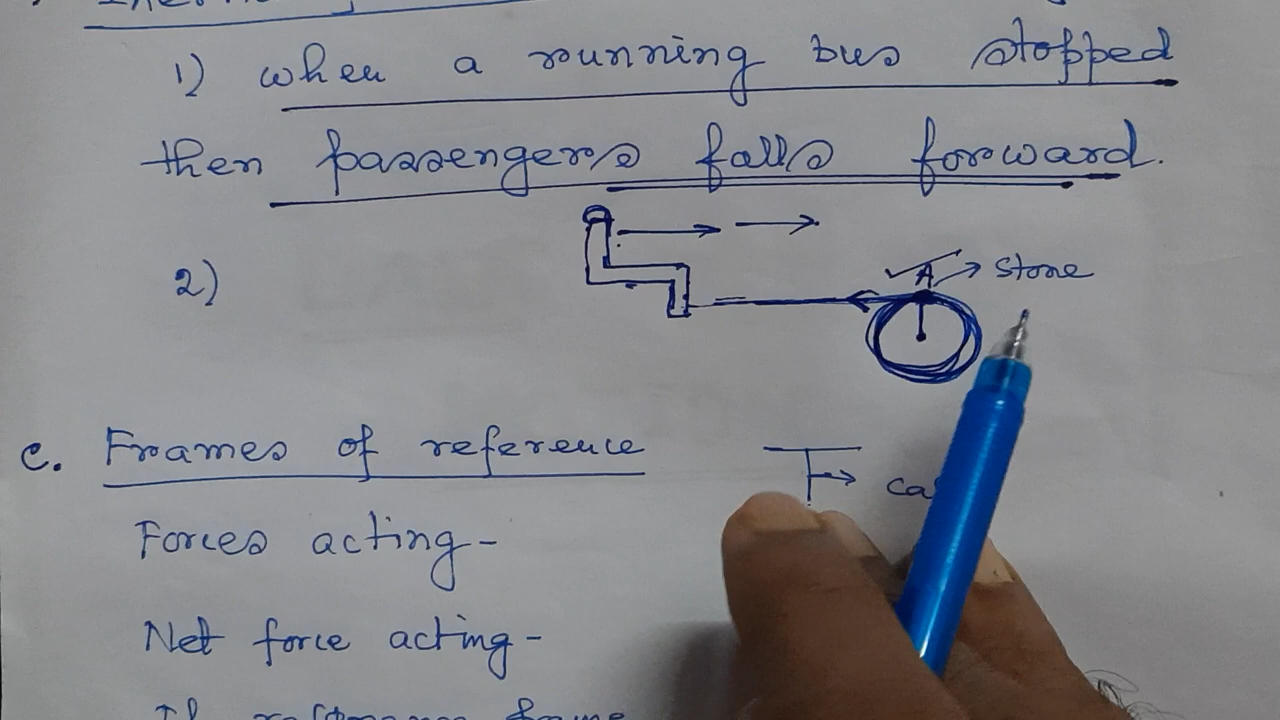 1) when a running bus stopped
then passengers falls forward.
2)
A → stone
c. Frames of reference
Forces acting-
Net force acting-